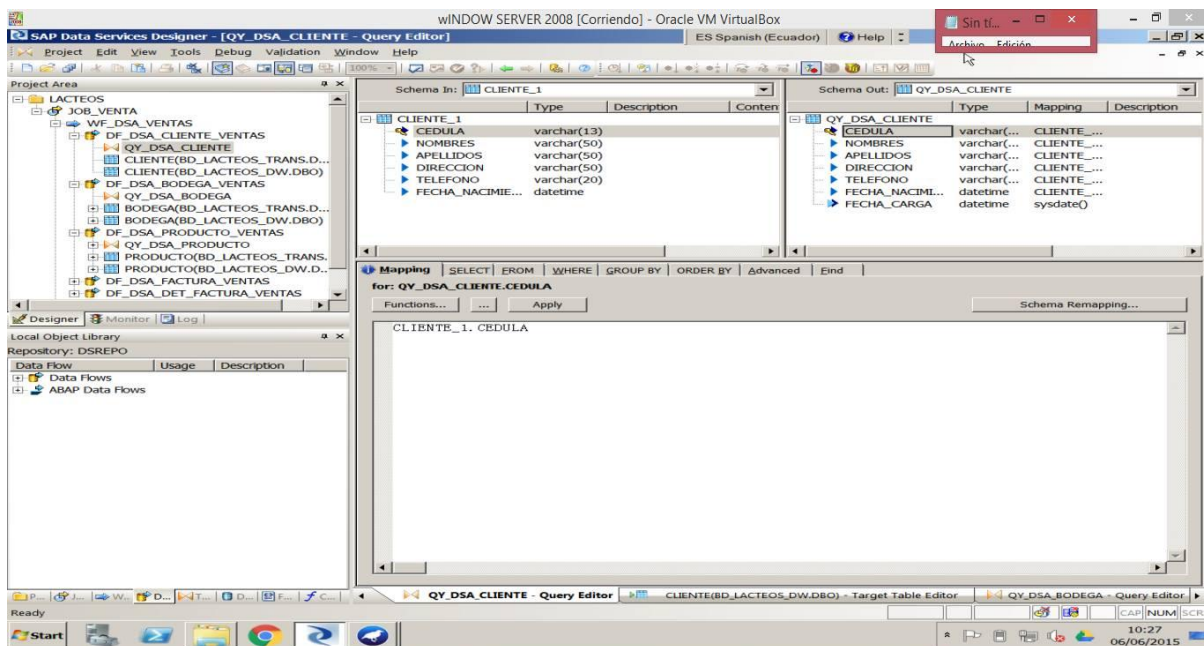 wINDOW SERVER 2008 [Corriendo] - Oracle VM VirtualBox
Sin tí...
Archivo Edición
SAP Data Services Designer - [QY_DSA_CLIENTE - Query Editor]
ES Spanish (Ecuador)
Help
Project Edit View Tools Debug Validation Window Help
100%
Project Area
LACTEOS
JOB_VENTA
WF_DSA_VENTAS
DF_DSA_CLIENTE_VENTAS
QY_DSA_CLIENTE
CLIENTE(BD_LACTEOS_TRANS.D...
CLIENTE(BD_LACTEOS_DW.DBO)
DF_DSA_BODEGA_VENTAS
QY_DSA_BODEGA
BODEGA(BD_LACTEOS_TRANS.D...
BODEGA(BD_LACTEOS_DW.DBO)
DF_DSA_PRODUCTO_VENTAS
QY_DSA_PRODUCTO
PRODUCTO(BD_LACTEOS_TRANS.
PRODUCTO(BD_LACTEOS_DW.D...
DF_DSA_FACTURA_VENTAS
DF_DSA_DET_FACTURA_VENTAS
Designer Monitor Log
Local Object Library
Repository: DSREPO
Data Flow Usage Description
Data Flows
ABAP Data Flows
P... J... W... D... T... D... F... C...
Schema In: CLIENTE_1
Type Description Conten
CLIENTE_1
CEDULA varchar(13)
NOMBRES varchar(50)
APELLIDOS varchar(50)
DIRECCION varchar(50)
TELEFONO varchar(20)
FECHA_NACIMIE... datetime
Schema Out: QY_DSA_CLIENTE
Type Mapping Description
QY_DSA_CLIENTE
CEDULA varchar(... CLIENTE_...
NOMBRES varchar(... CLIENTE_...
APELLIDOS varchar(... CLIENTE_...
DIRECCION varchar(... CLIENTE_...
TELEFONO varchar(... CLIENTE_...
FECHA_NACIMI... datetime CLIENTE_...
FECHA_CARGA datetime sysdate()
Mapping SELECT FROM WHERE GROUP BY ORDER BY Advanced Find
for: QY_DSA_CLIENTE.CEDULA
Functions... ... Apply Schema Remapping...
CLIENTE_1.CEDULA
QY_DSA_CLIENTE - Query Editor CLIENTE(BD_LACTEOS_DW.DBO) - Target Table Editor QY_DSA_BODEGA - Query Editor
Ready
CAP NUM SCR
Start
10:27
06/06/2015